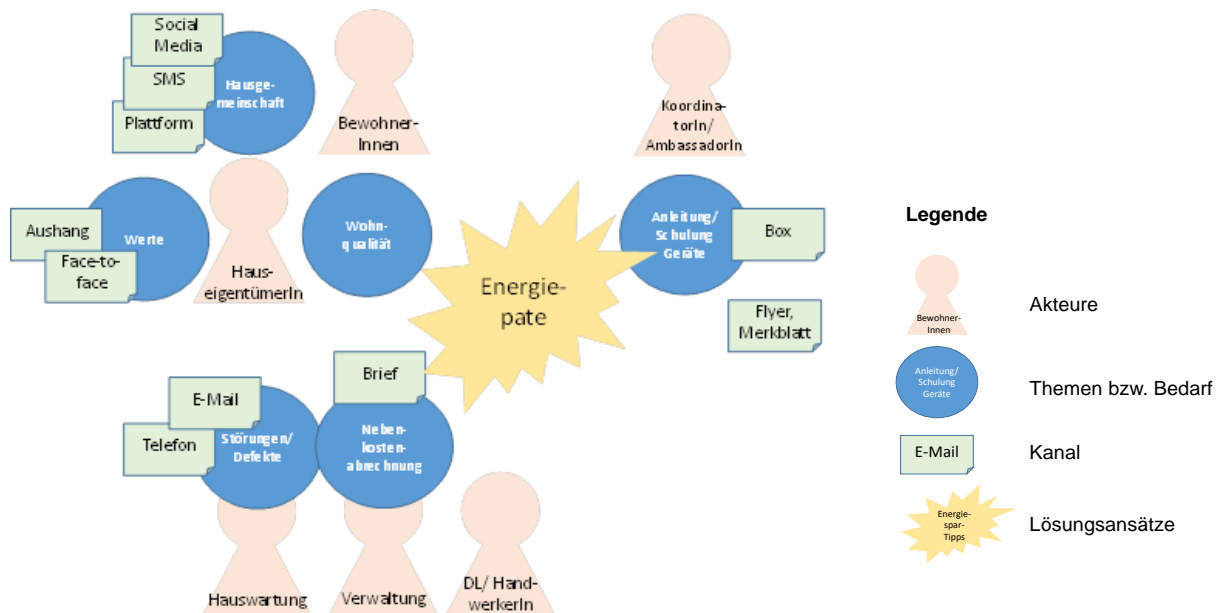 Social
Media
SMS
Plattform
Hausge-
meinschaft
Bewohner-
Innen
Koordina-
torIn/
AmbassadorIn
Aushang
Face-to-
face
Werte
Haus-
eigentümerIn
Wohn-
qualität
Energie-
pate
Anleitung/
Schulung
Geräte
Box
Flyer,
Merkblatt
Brief
E-Mail
Telefon
Störungen/
Defekte
Neben-
kosten-
abrechnung
Hauswartung
Verwaltung
DL/ Hand-
werkerIn
Legende
Bewohner-
Innen
Akteure
Anleitung/
Schulung
Geräte
Themen bzw. Bedarf
E-Mail
Kanal
Energie-
spar-
Tipps
Lösungsansätze